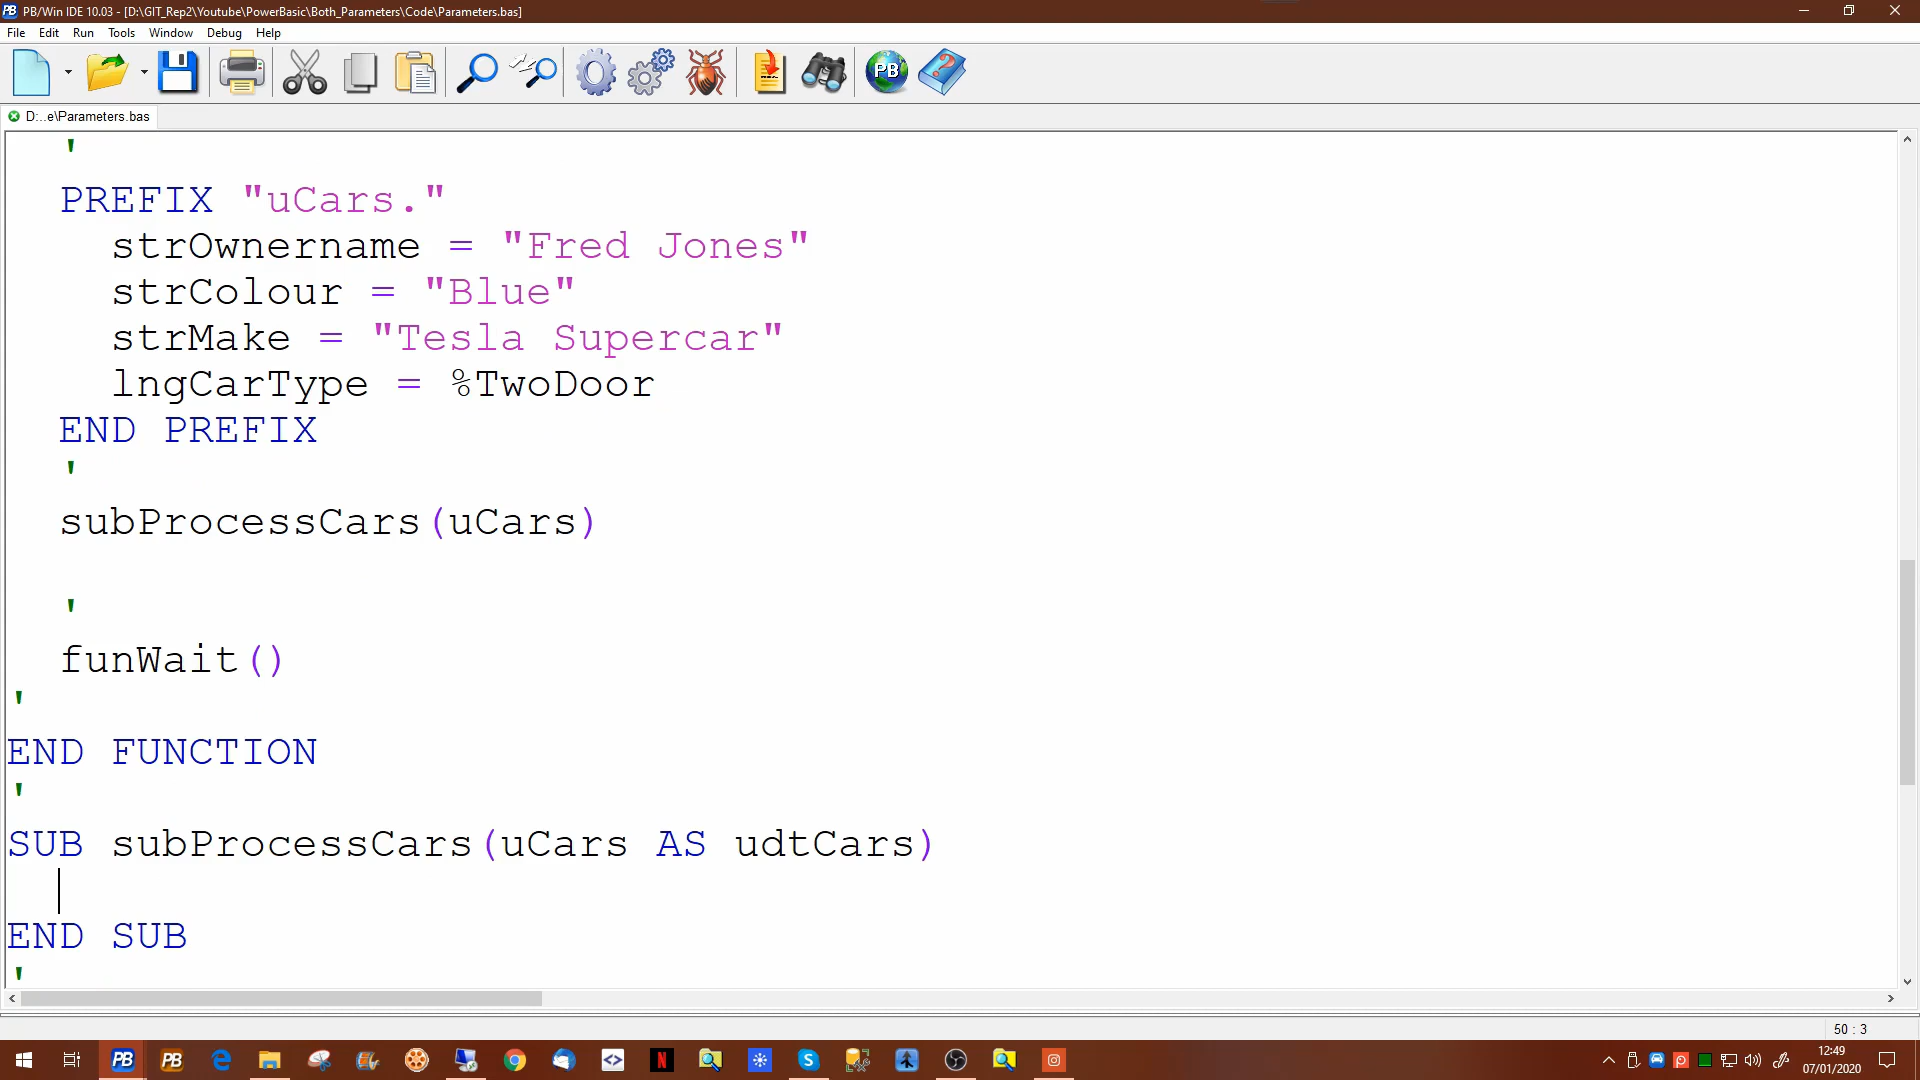 PB/Win IDE 10.03 - [D:\GIT_Rep2\Youtube\PowerBasic\Both_Parameters\Code\Parameters.bas]
File Edit Run Tools Window Debug Help
PB
D:..e\Parameters.bas
'
PREFIX "uCars."
strOwnername = "Fred Jones"
strColour = "Blue"
strMake = "Tesla Supercar"
lngCarType = %TwoDoor
END PREFIX
'
subProcessCars(uCars)
'
funWait()
'
END FUNCTION
'
SUB subProcessCars(uCars AS udtCars)
END SUB
'
50 : 3
12:49
07/01/2020